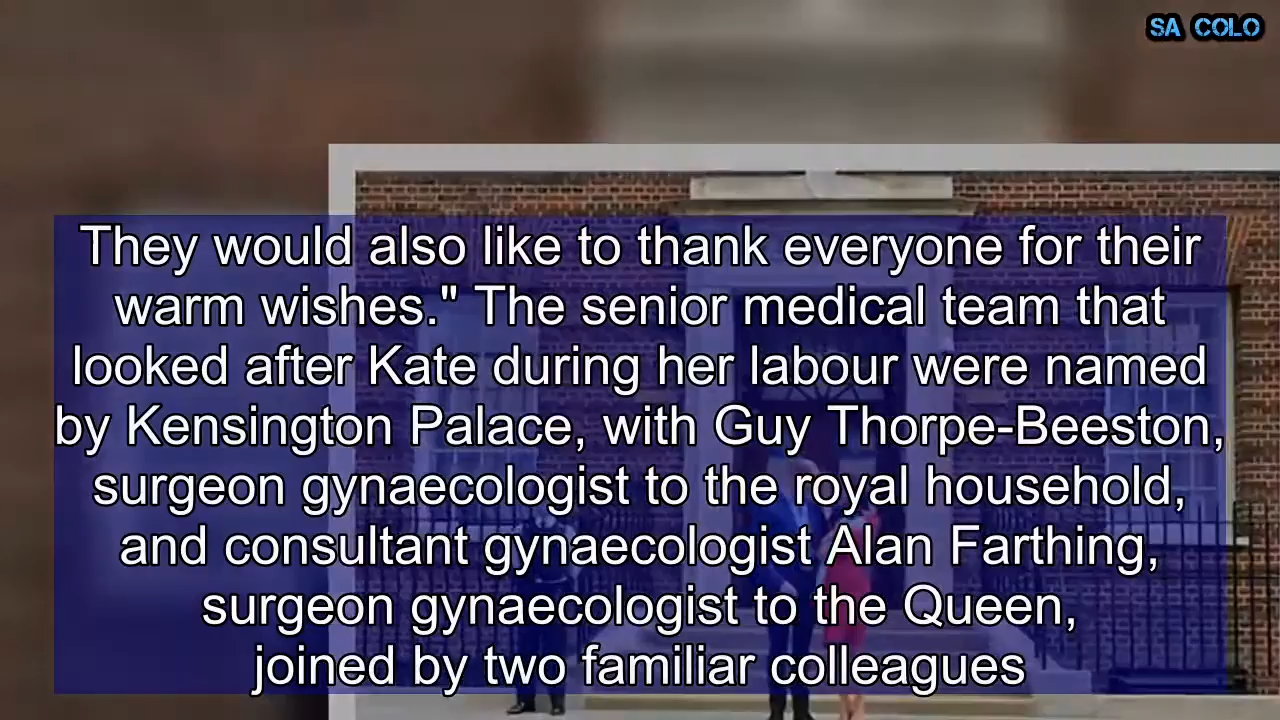 SA COLO
They would also like to thank everyone for their
warm wishes." The senior medical team that
looked after Kate during her labour were named
by Kensington Palace, with Guy Thorpe-Beeston,
surgeon gynaecologist to the royal household,
and consultant gynaecologist Alan Farthing,
surgeon gynaecologist to the Queen,
joined by two familiar colleagues